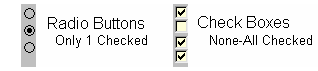 Radio Buttons
Only 1 Checked
Check Boxes
None-All Checked